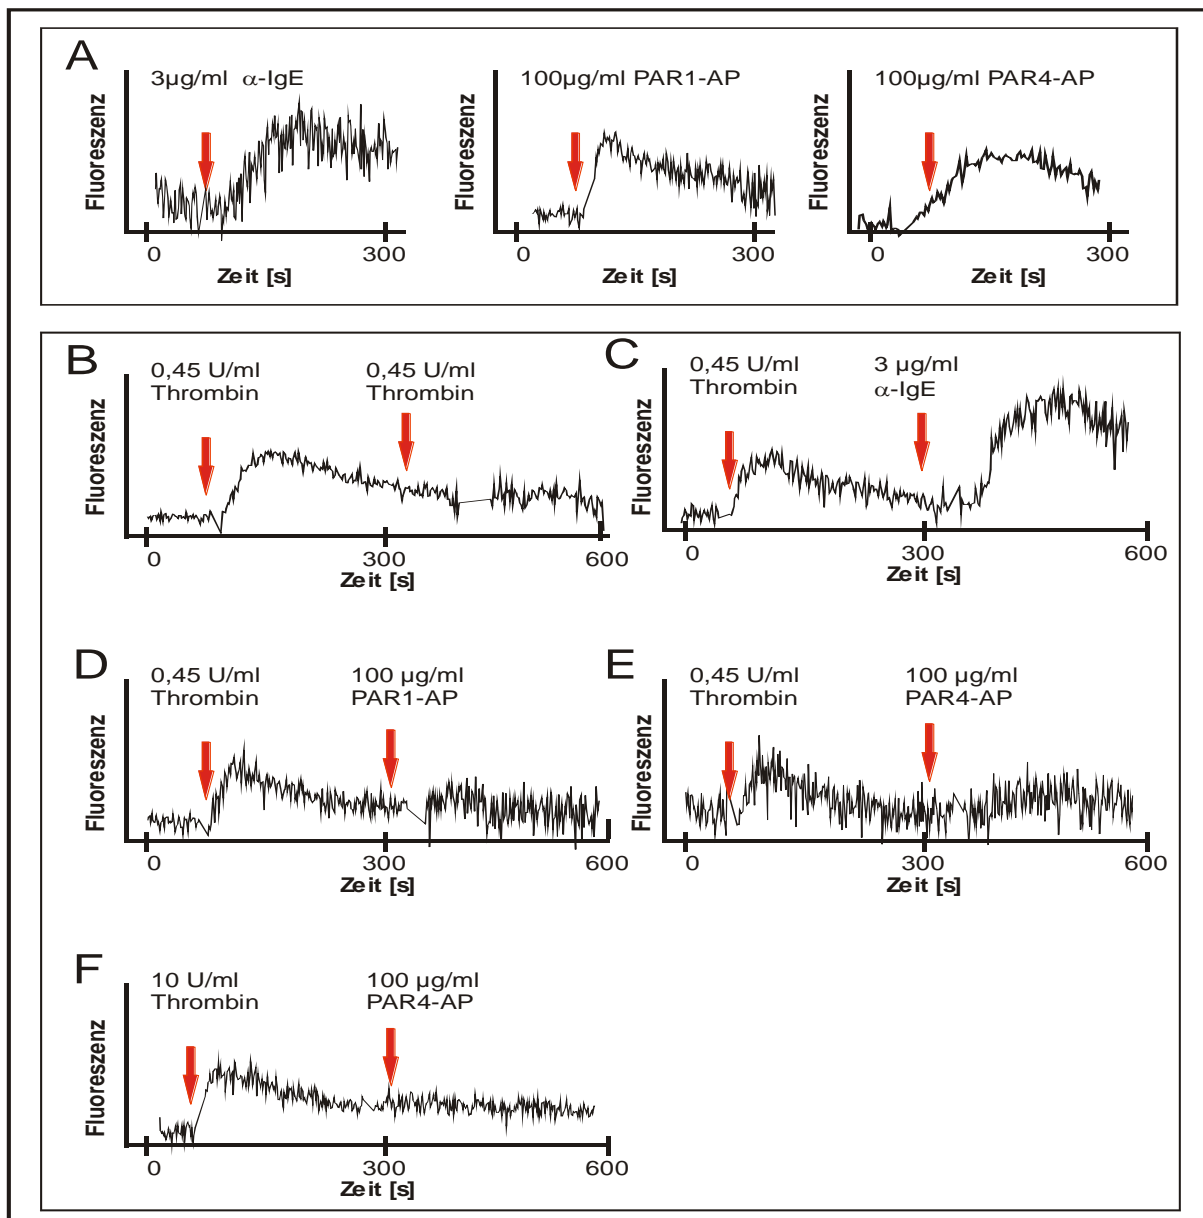 A
3µg/ml α-IgE
100µg/ml PAR1-AP
100µg/ml PAR4-AP
Fluoreszenz
Fluoreszenz
Fluoreszenz
0
300
0
300
0
300
Zeit [s]
Zeit [s]
Zeit [s]
B
0,45 U/ml
Thrombin
0,45 U/ml
Thrombin
Fluoreszenz
0
300
600
Zeit [s]
C
0,45 U/ml
Thrombin
3 µg/ml
α-IgE
Fluoreszenz
0
300
600
Zeit [s]
D
0,45 U/ml
Thrombin
100 µg/ml
PAR1-AP
Fluoreszenz
0
300
600
Zeit [s]
E
0,45 U/ml
Thrombin
100 µg/ml
PAR4-AP
Fluoreszenz
0
300
600
Zeit [s]
F
10 U/ml
Thrombin
100 µg/ml
PAR4-AP
Fluoreszenz
0
300
600
Zeit [s]